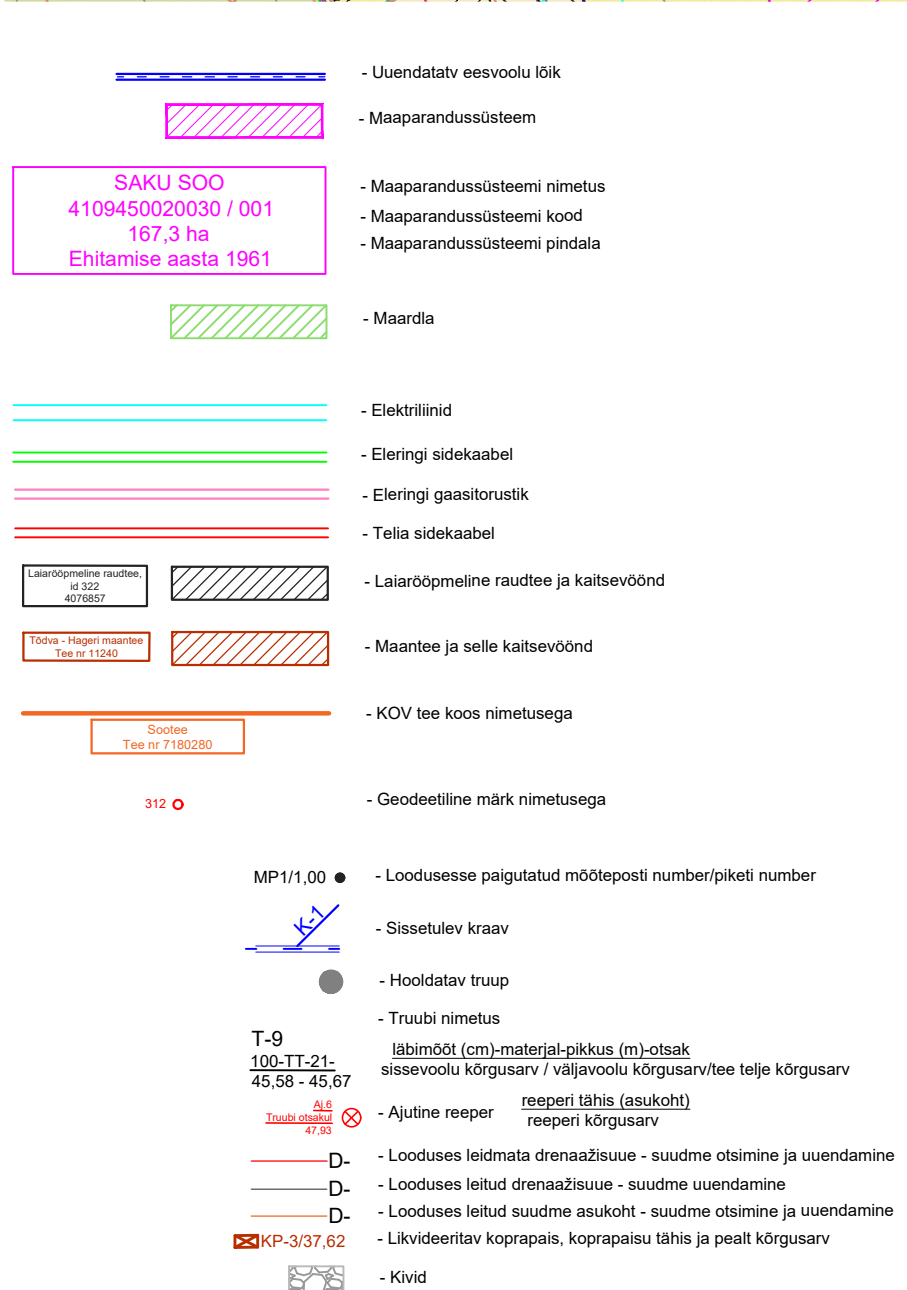 - Uuendatatv eesvoolu lõik
- Maaparandussüsteem
SAKU SOO
4109450020030 / 001
167,3 ha
Ehitamise aasta 1961
- Maaparandussüsteemi nimetus
- Maaparandussüsteemi kood
- Maaparandussüsteemi pindala
- Maardla
- Elektriliinid
- Eleringi sidekaabel
- Eleringi gaasitorustik
- Telia sidekaabel
Laiarööpmeline raudtee,
id 322
4076857
- Laiarööpmeline raudtee ja kaitsevöönd
Tõdva - Hageri maantee
Tee nr 11240
- Maantee ja selle kaitsevöönd
- KOV tee koos nimetusega
Sootee
Tee nr 7180280
312
- Geodeetiline märk nimetusega
MP1/1,00
- Loodusesse paigutatud mõõteposti number/piketi number
K-1
- Sissetulev kraav
- Hooldatav truup
- Truubi nimetus
T-9
100-TT-21-
45,58 - 45,67
läbimõõt (cm)-materjal-pikkus (m)-otsak
sissevoolu kõrgusarv / väljavoolu kõrgusarv/tee telje kõrgusarv
Aj.6
Truubi otsakul
47,93
- Ajutine reeper
reeperi tähis (asukoht)
reeperi kõrgusarv
D-
- Looduses leidmata drenaažisuue - suudme otsimine ja uuendamine
D-
- Looduses leitud drenaažisuue - suudme uuendamine
D-
- Looduses leitud suudme asukoht - suudme otsimine ja uuendamine
KP-3/37,62
- Likvideeritav koprapais, koprapaisu tähis ja pealt kõrgusarv
- Kivid